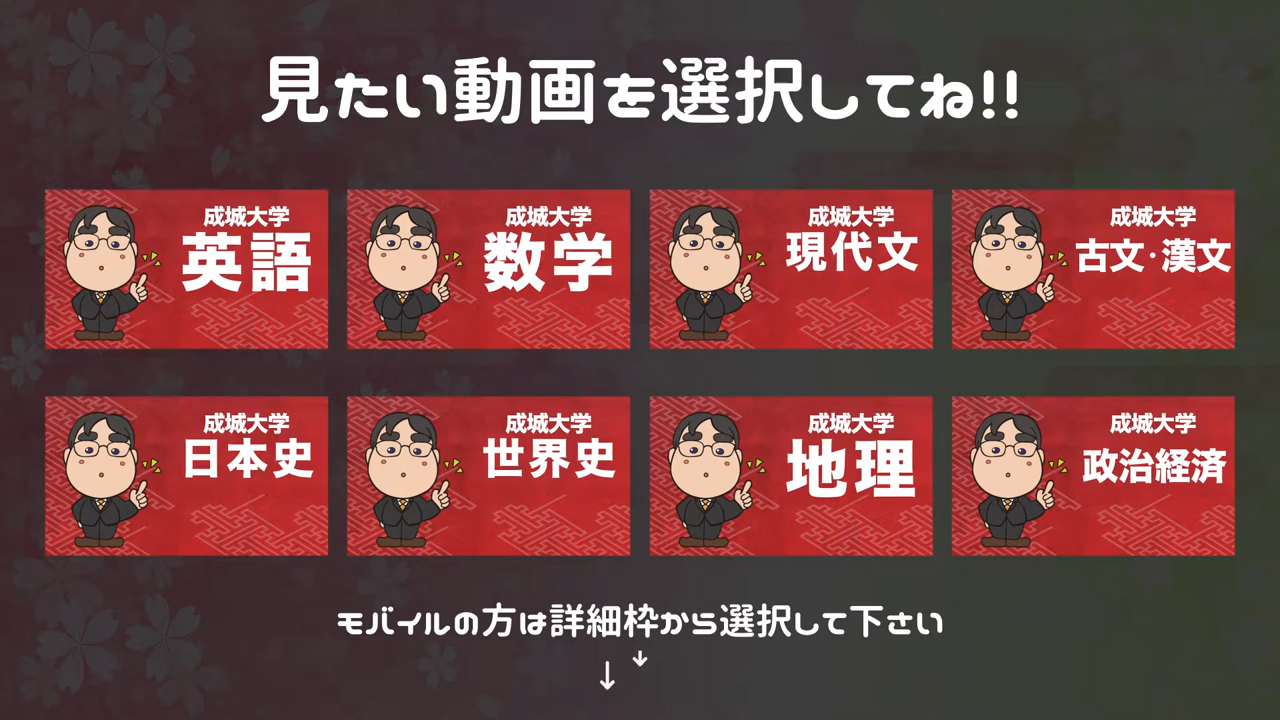 見たい動画を選択してね!!
成城大学
英語
成城大学
数学
成城大学
現代文
成城大学
古文·漢文
成城大学
日本史
成城大学
世界史
成城大学
地理
成城大学
政治経済
モバイルの方は詳細枠から選択して下さい
↓ ↓